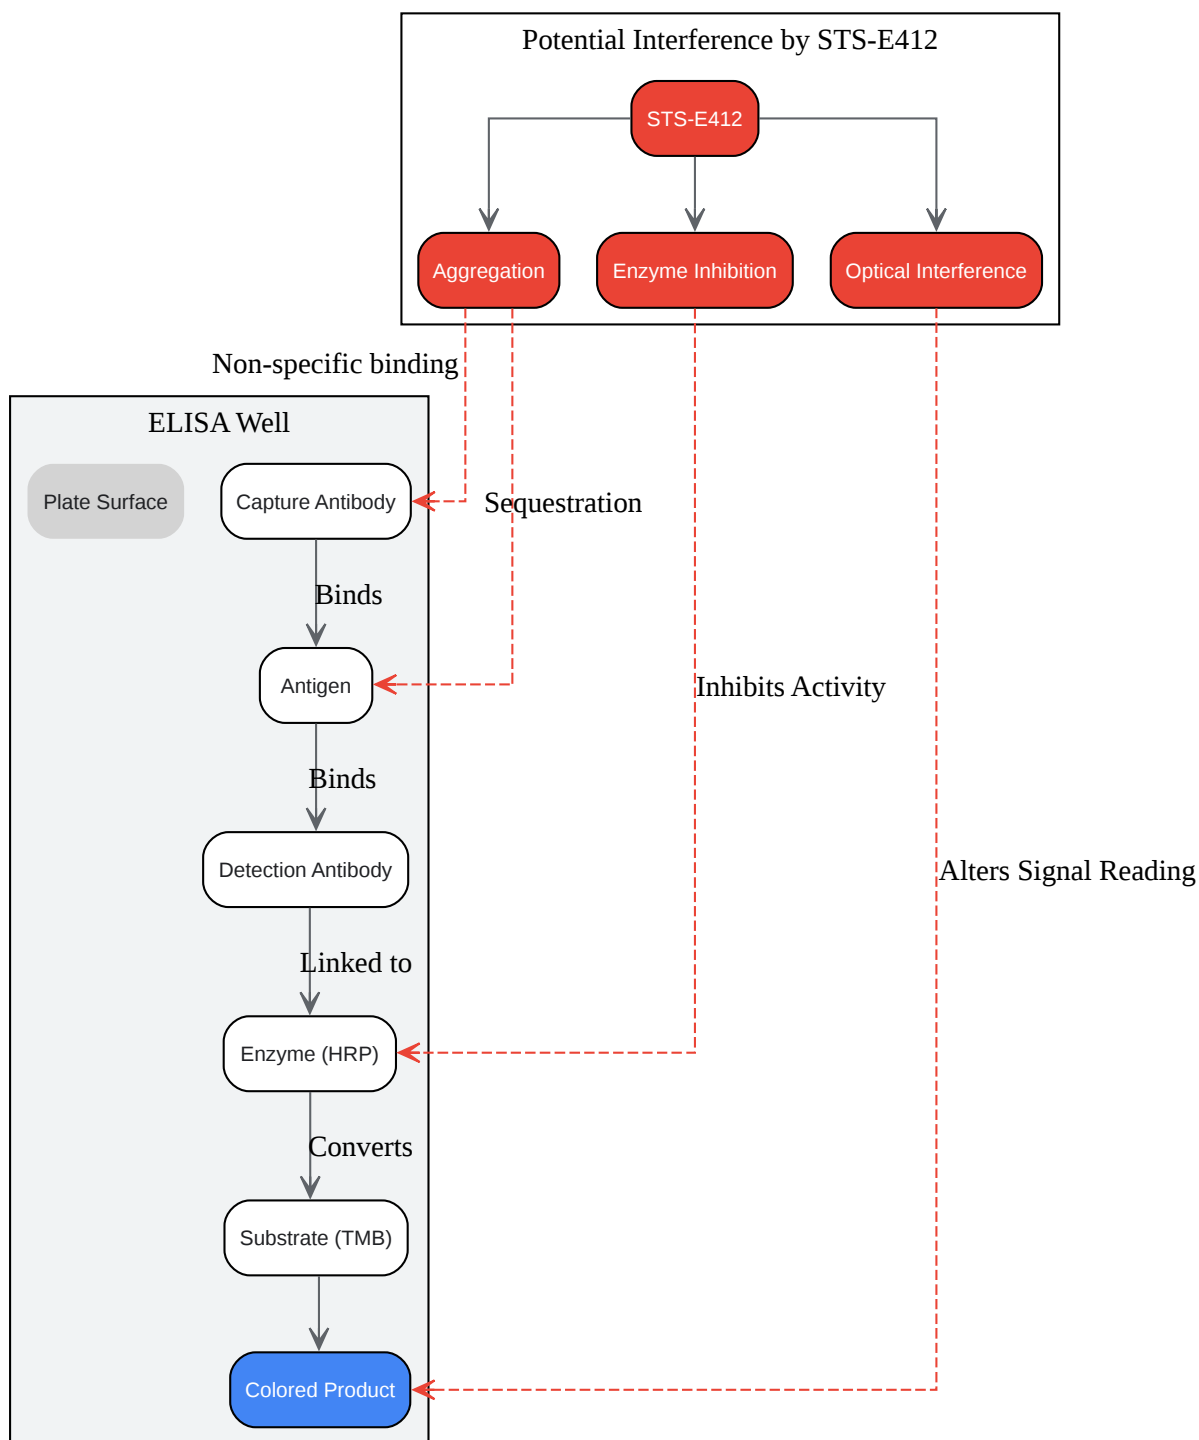 Potential Interference by STS-E412
STS-E412
Aggregation
Enzyme Inhibition
Optical Interference
Non-specific binding
ELISA Well
Plate Surface
Capture Antibody
Sequestration
Binds
Antigen
Inhibits Activity
Binds
Detection Antibody
Alters Signal Reading
Linked to
Enzyme (HRP)
Converts
Substrate (TMB)
Colored Product